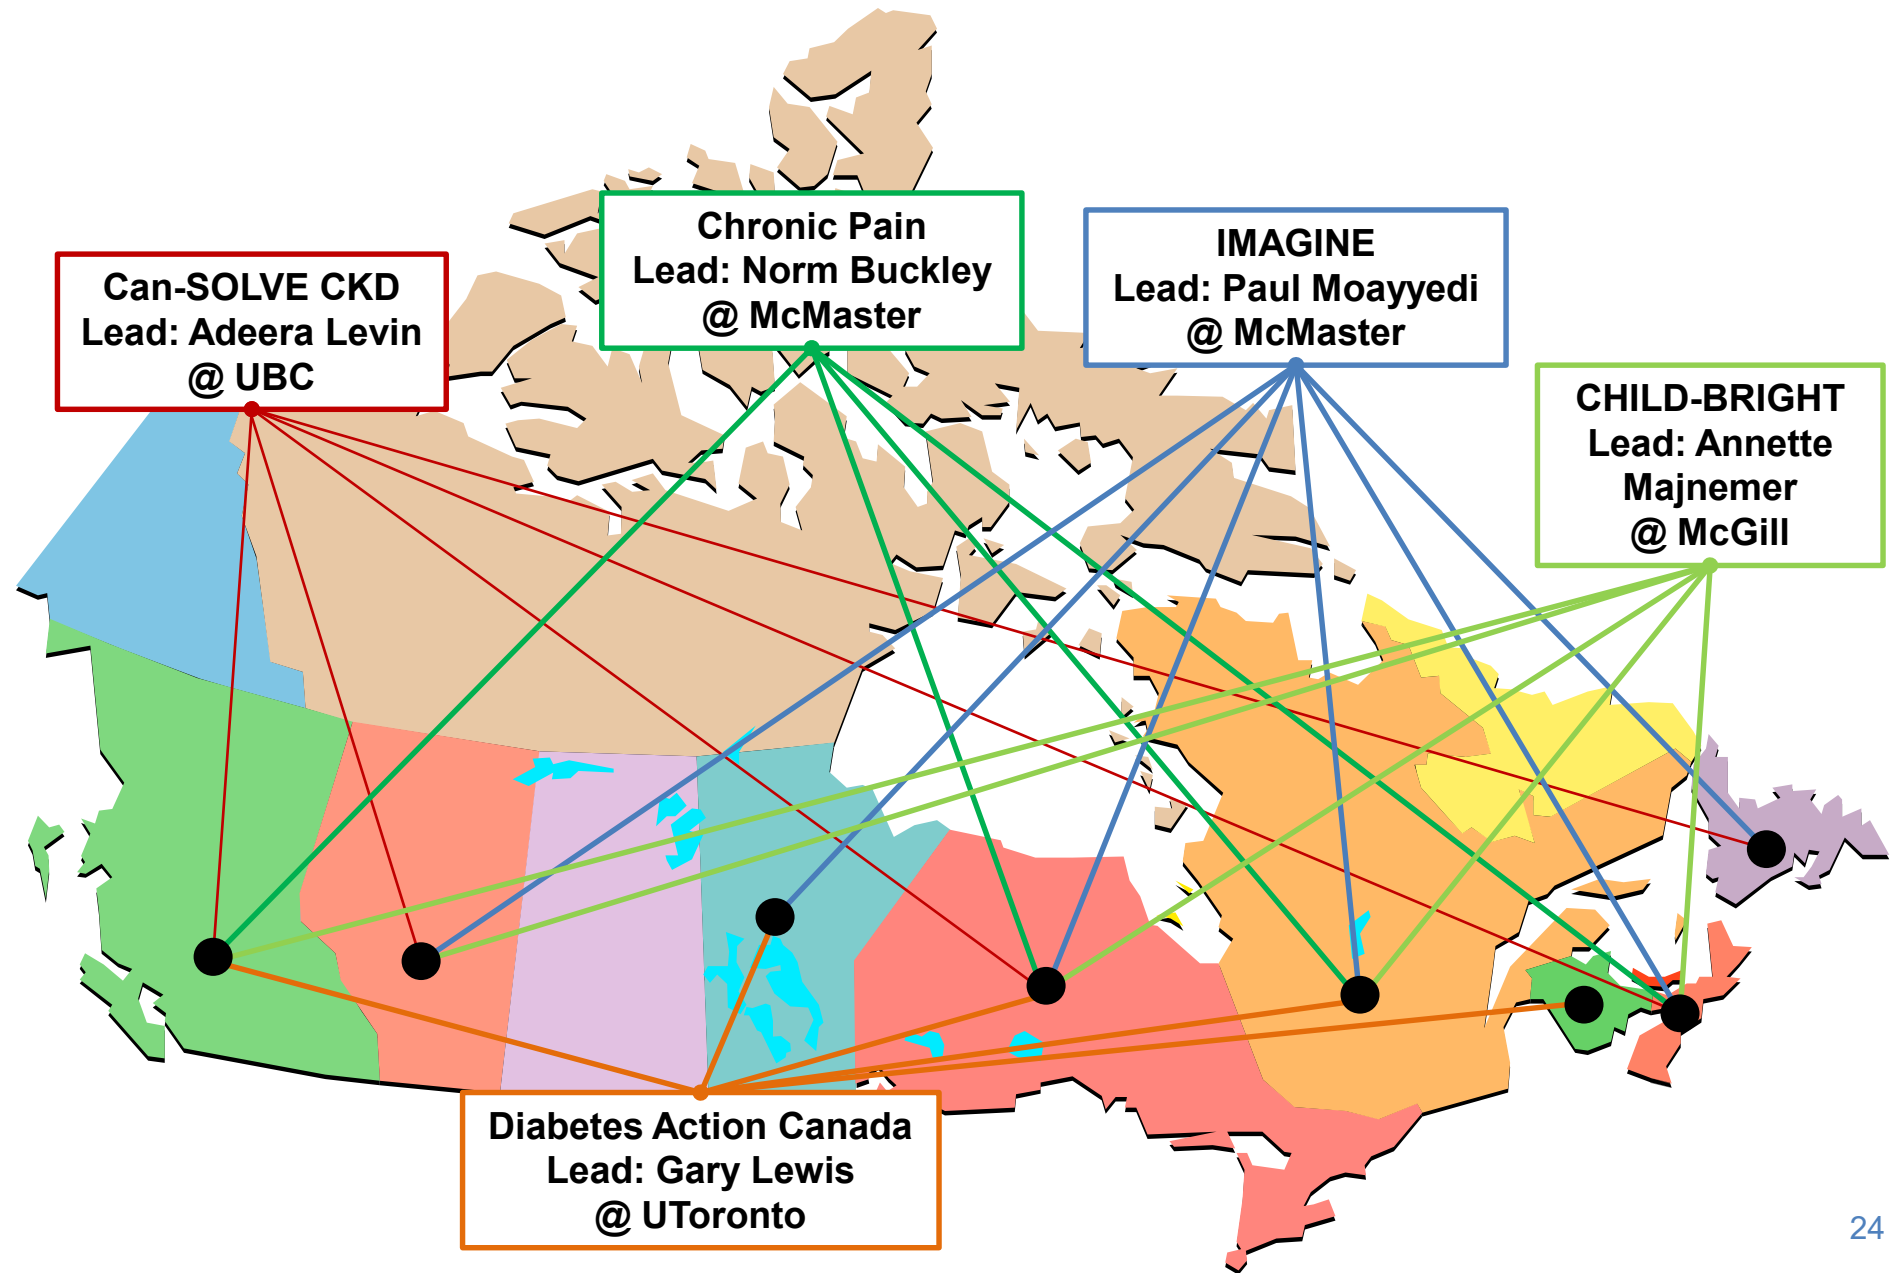 Chronic Pain
Lead: Norm Buckley
@ McMaster
IMAGINE
Lead: Paul Moayyedi
@ McMaster
Can-SOLVE CKD
Lead: Adeera Levin
@ UBC
CHILD-BRIGHT
Lead: Annette
Majnemer
@ McGill
Diabetes Action Canada
Lead: Gary Lewis
@ UToronto
24